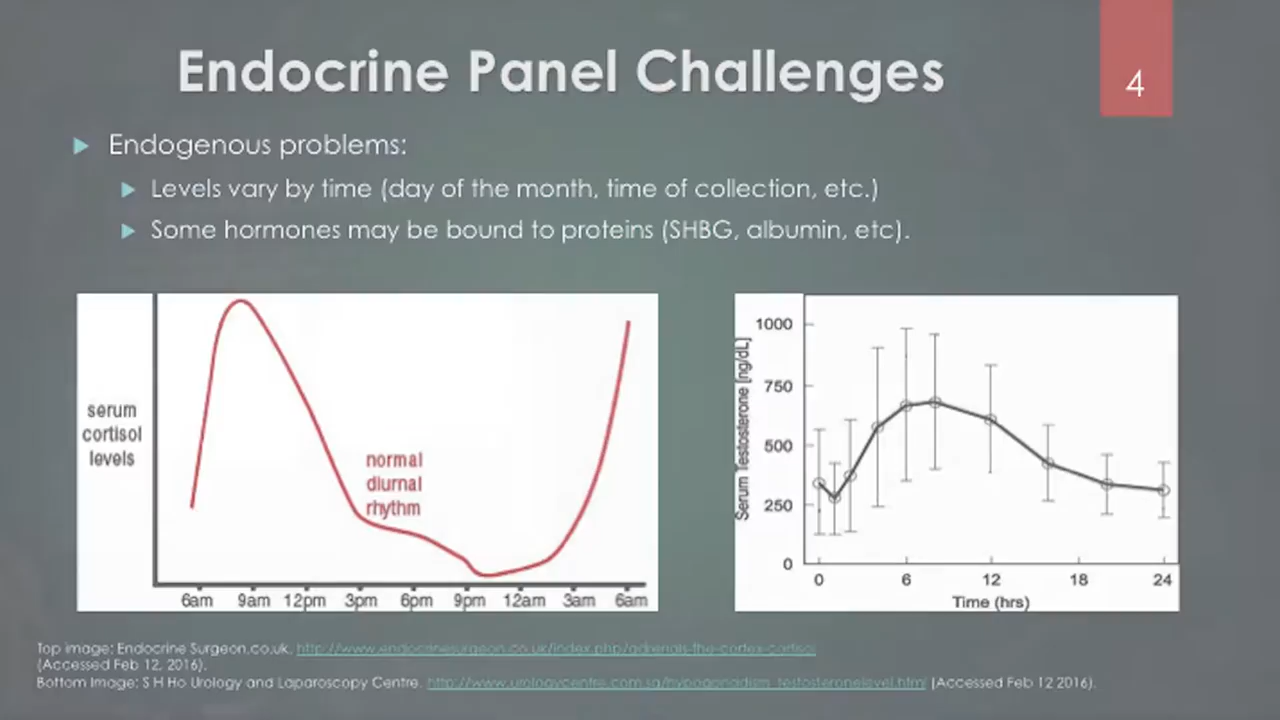 Endocrine Panel Challenges
4
Endogenous problems:
Levels vary by time (day of the month, time of collection, etc.)
Some hormones may be bound to proteins (SHBG, albumin, etc).
serum
cortisol
levels
normal
diurnal
rhythm
6am 9am 12pm 3pm 6pm 9pm 12am 3am 6am
Serum Testosterone [ng/dL]
1000
750
500
250
0
0 6 12 18 24
Time (hrs)
Top image: Endocrine Surgeon.co.uk. http://www.endocrinesurgeon.co.uk/index.php/adrenals-the-cortex-cortisol
(Accessed Feb 12, 2016).
Bottom Image: S H Ho Urology and Laparoscopy Centre. http://www.urologycentre.com.sg/hypogonadism_testosteronelevel.html (Accessed Feb 12 2016).